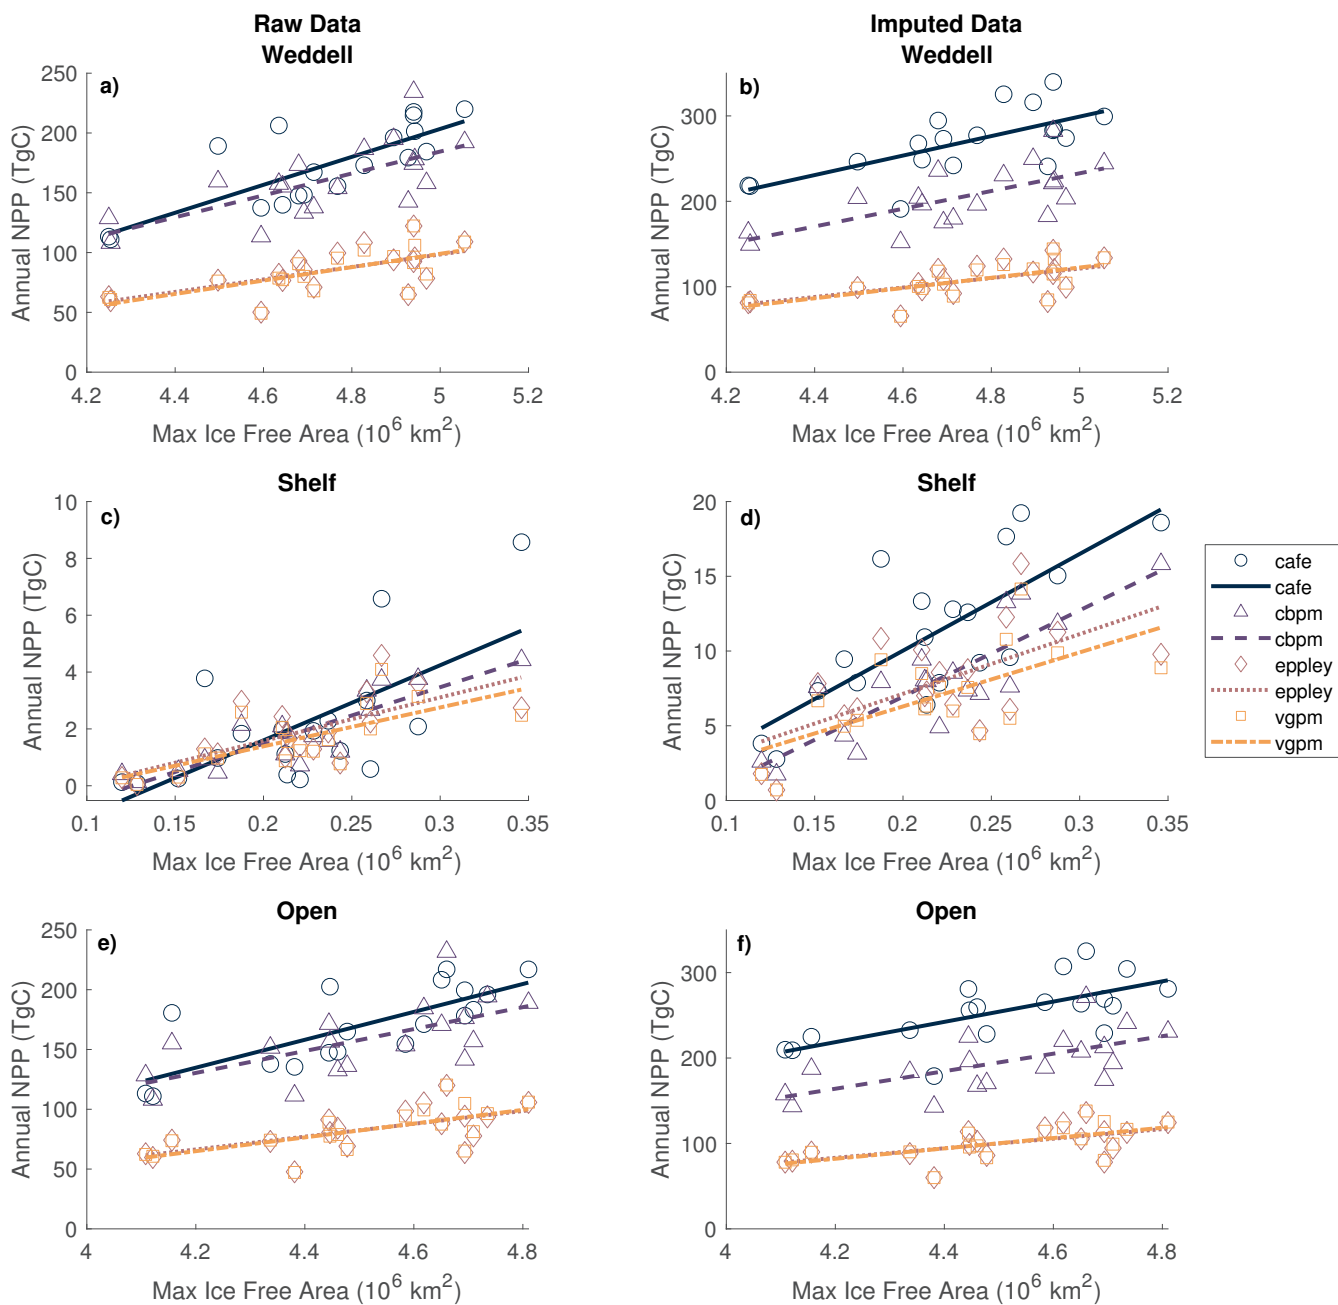 Raw Data
Weddell
a)
250
200
150
100
50
0
4.2
4.4
4.6
4.8
5
5.2
Annual NPP (TgC)
Max Ice Free Area (10^6 km^2)
Imputed Data
Weddell
b)
300
200
100
0
4.2
4.4
4.6
4.8
5
5.2
Annual NPP (TgC)
Max Ice Free Area (10^6 km^2)
Shelf
c)
10
8
6
4
2
0
0.1
0.15
0.2
0.25
0.3
0.35
Annual NPP (TgC)
Max Ice Free Area (10^6 km^2)
Shelf
d)
20
15
10
5
0
0.1
0.15
0.2
0.25
0.3
0.35
Annual NPP (TgC)
Max Ice Free Area (10^6 km^2)
cafe
cafe
cbpm
cbpm
eppley
eppley
vgpm
vgpm
Open
e)
250
200
150
100
50
0
4
4.2
4.4
4.6
4.8
Annual NPP (TgC)
Max Ice Free Area (10^6 km^2)
Open
f)
300
200
100
0
4
4.2
4.4
4.6
4.8
Annual NPP (TgC)
Max Ice Free Area (10^6 km^2)